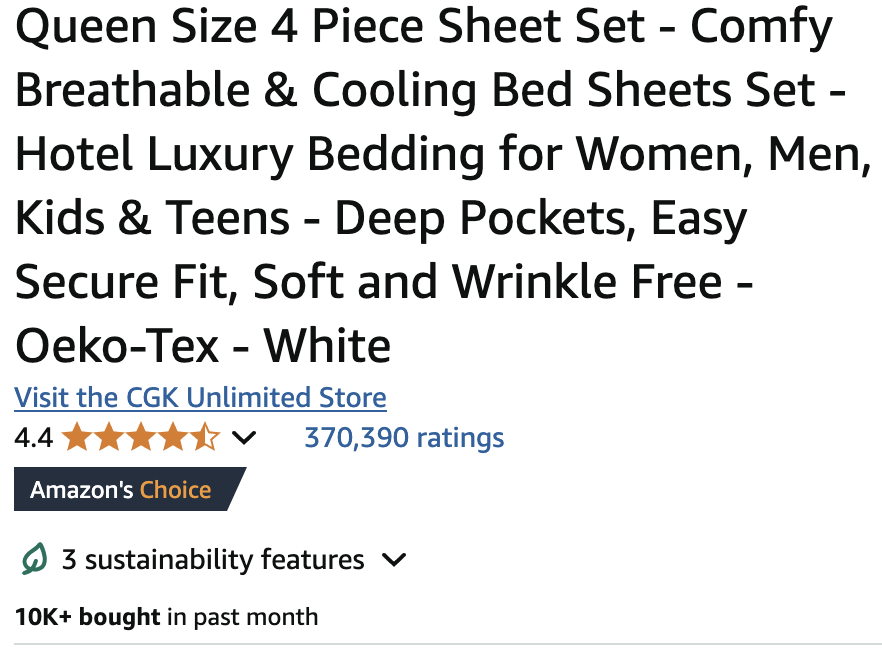 Queen Size 4 Piece Sheet Set - Comfy
Breathable & Cooling Bed Sheets Set -
Hotel Luxury Bedding for Women, Men,
Kids & Teens - Deep Pockets, Easy
Secure Fit, Soft and Wrinkle Free -
Oeko-Tex - White
Visit the CGK Unlimited Store
4.4 370,390 ratings
Amazon's Choice
3 sustainability features
10K+ bought in past month